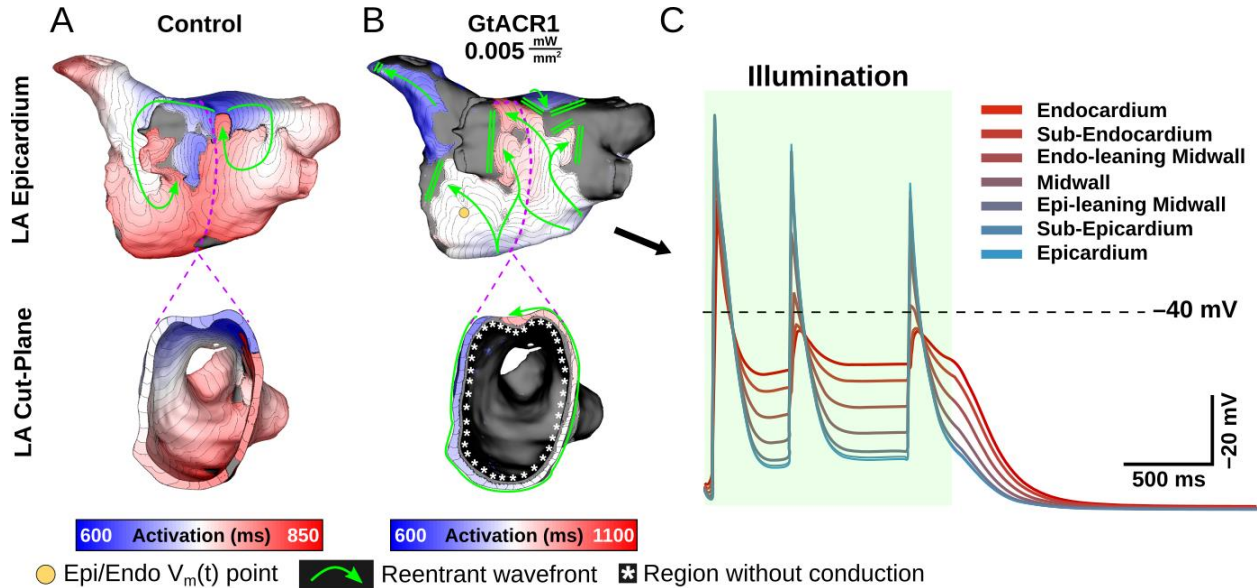 A
Control
B
GtACR1
0.005 mW/mm²
C
LA Epicardium
LA Cut-Plane
Illumination
Endocardium
Sub-Endocardium
Endo-leaning Midwall
Midwall
Epi-leaning Midwall
Sub-Epicardium
Epicardium
–40 mV
–20 mV
500 ms
600 Activation (ms) 850
600 Activation (ms) 1100
Epi/Endo Vm(t) point
Reentrant wavefront
* Region without conduction